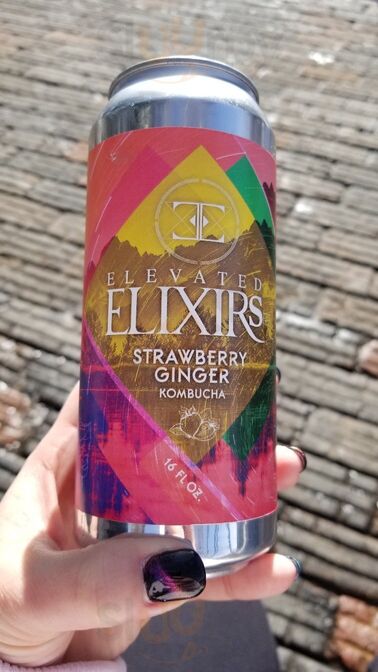 ELEVATED
ELIXIRS
STRAWBERRY
GINGER
KOMBUCHA
16 FL OZ.